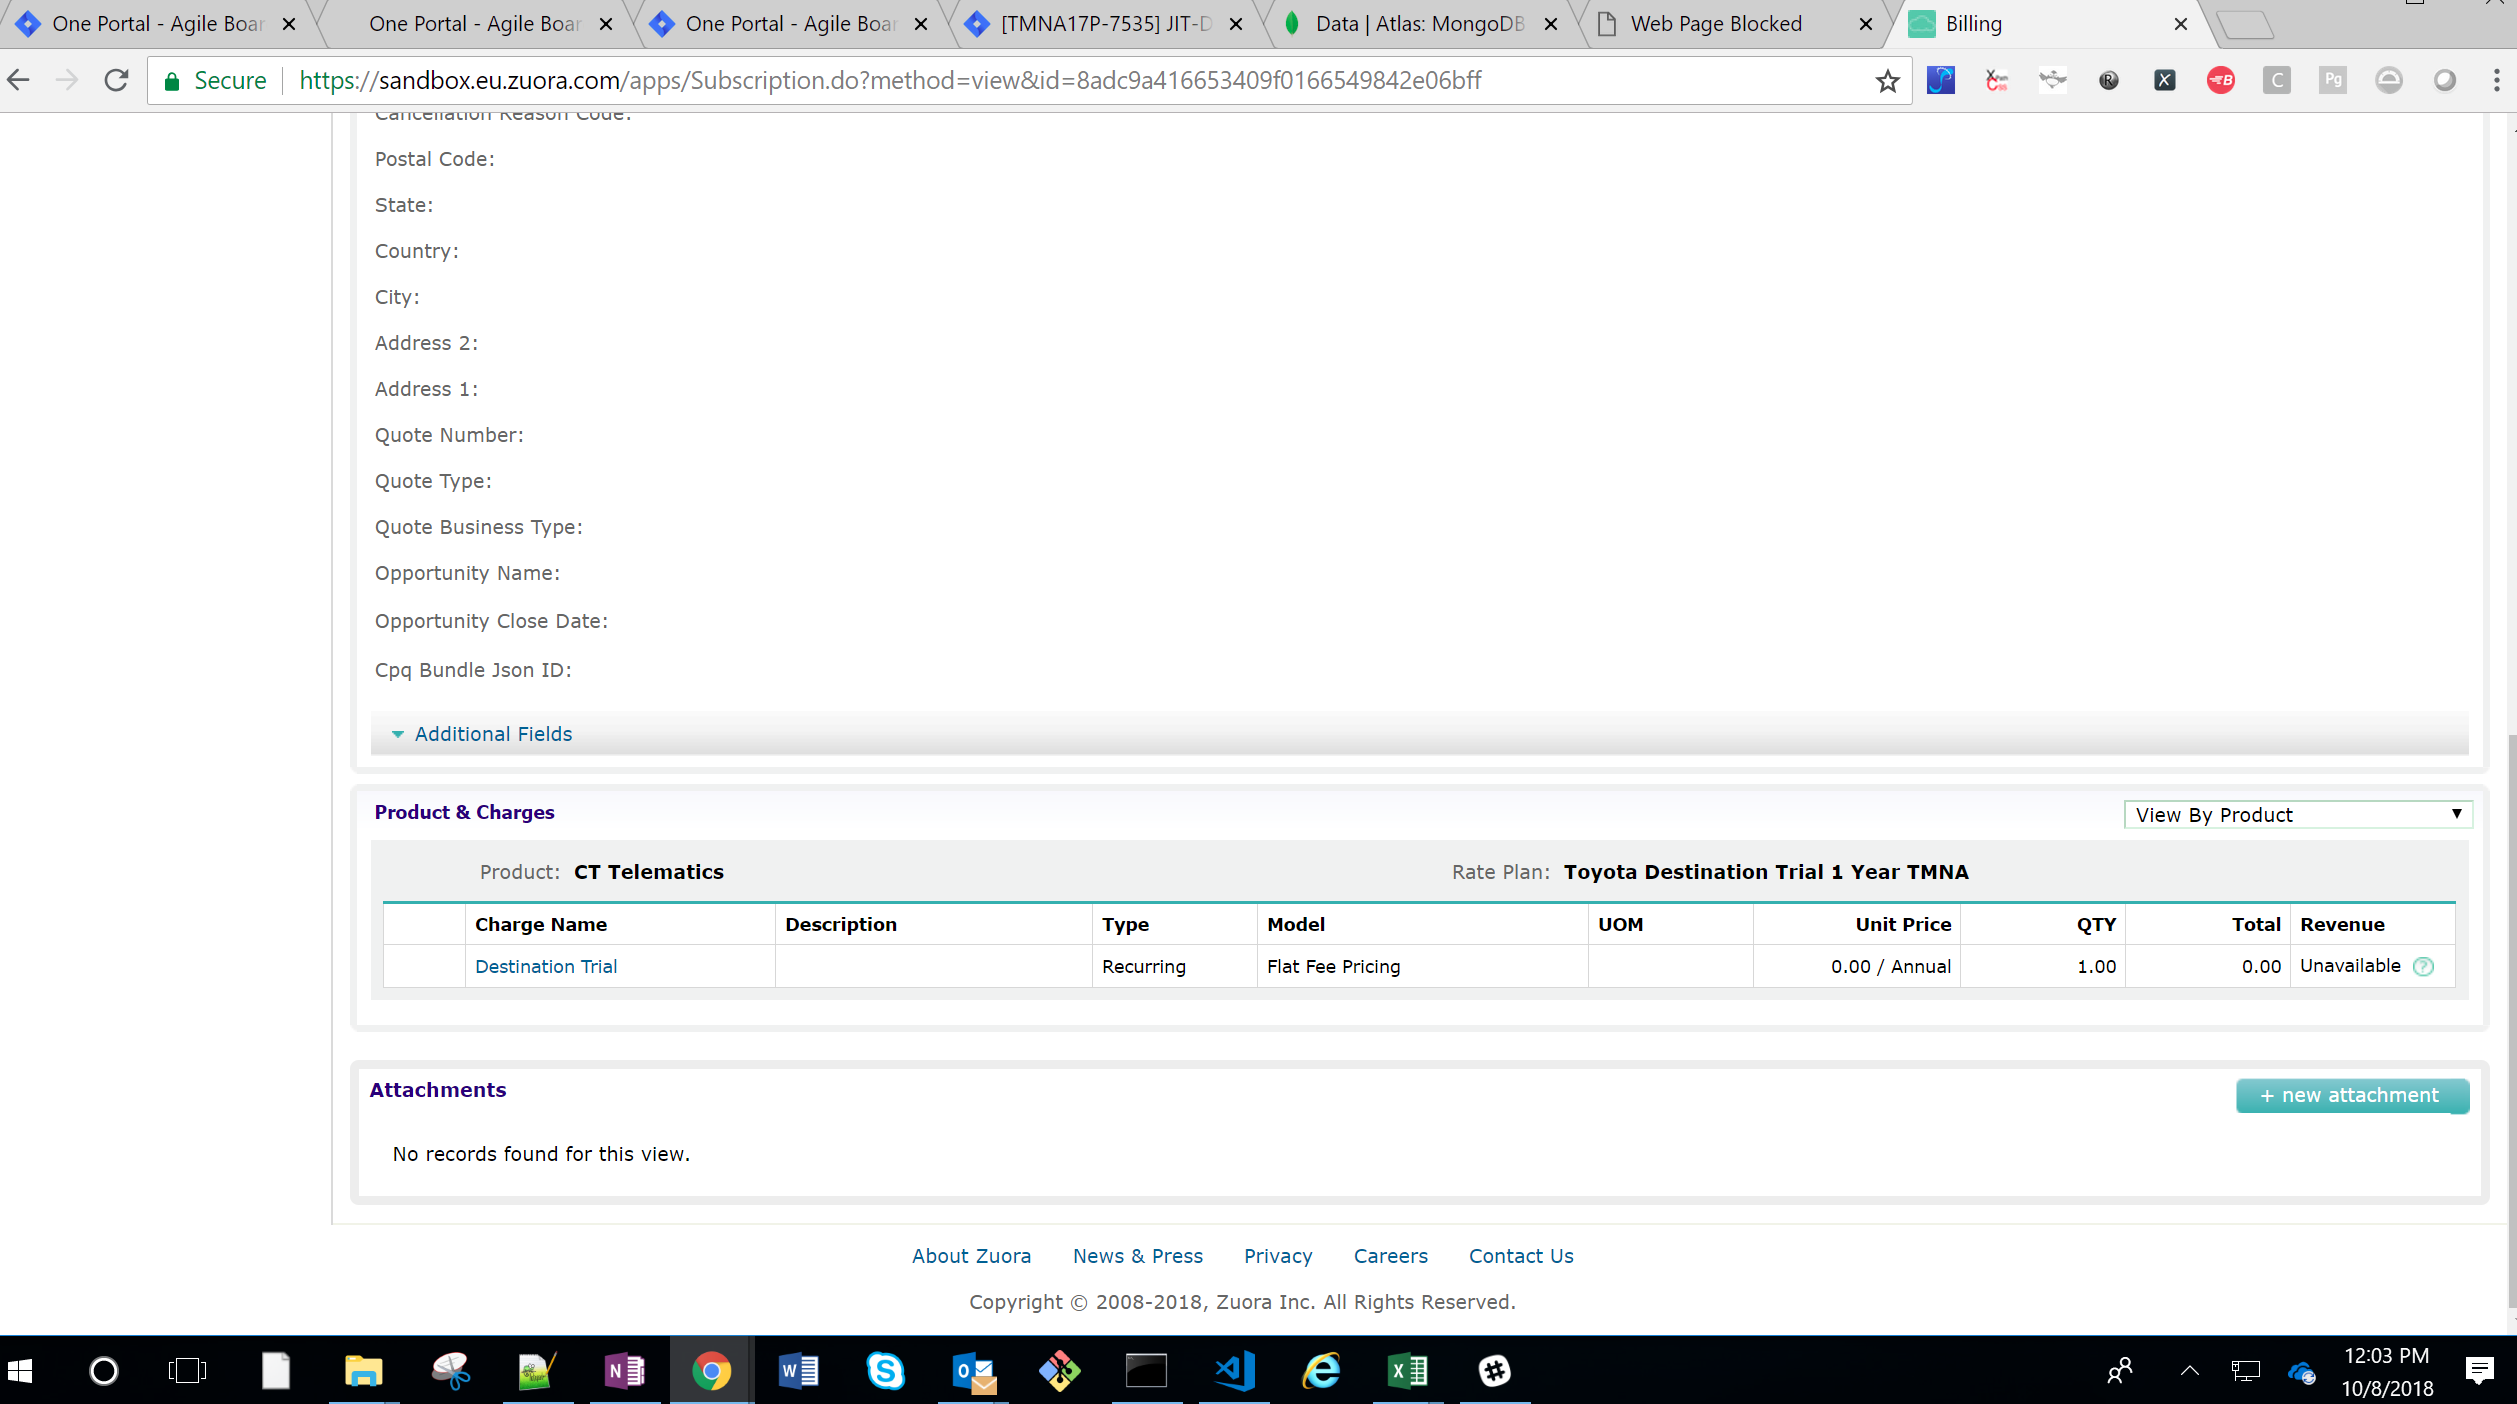 One Portal - Agile Boar
One Portal - Agile Boar
One Portal - Agile Boar
[TMNA17P-7535] JIT-D
Data | Atlas: MongoDB
Web Page Blocked
Billing
Secure
https://sandbox.eu.zuora.com/apps/Subscription.do?method=view&id=8adc9a416653409f0166549842e06bff
Cancellation Reason Code:
Postal Code:
State:
Country:
City:
Address 2:
Address 1:
Quote Number:
Quote Type:
Quote Business Type:
Opportunity Name:
Opportunity Close Date:
Cpq Bundle Json ID:
Additional Fields
Product & Charges
View By Product
Product: CT Telematics
Rate Plan: Toyota Destination Trial 1 Year TMNA
Charge Name Description Type Model UOM Unit Price QTY Total Revenue
Destination Trial Recurring Flat Fee Pricing 0.00 / Annual 1.00 0.00 Unavailable ?
Attachments
+ new attachment
No records found for this view.
About Zuora News & Press Privacy Careers Contact Us
Copyright © 2008-2018, Zuora Inc. All Rights Reserved.
12:03 PM
10/8/2018